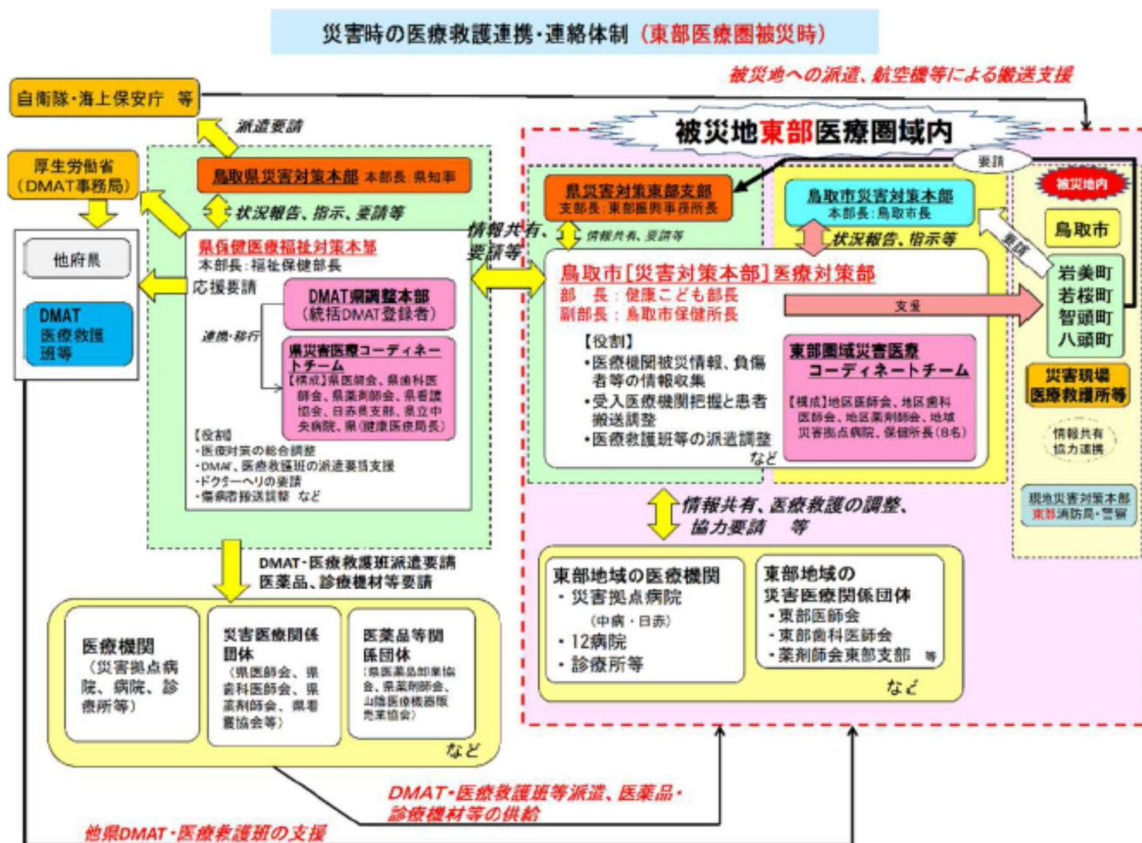 災害時の医療救護連携・連絡体制（東部医療圏被災時）
被災地への派遣、航空機等による搬送支援
自衛隊・海上保安庁 等
派遣要請
厚生労働省
（DMAT事務局）
他府県
DMAT
医療救護
班等
鳥取県災害対策本部 本部長：県知事
状況報告、指示、要請等
県保健医療福祉対策本部
本部長：福祉保健部長
応援要請
DMAT県調整本部
（統括DMAT登録者）
連携・移行
県災害医療コーディネー
トチーム
【構成】県医師会、県歯科医
師会、県薬剤師会、県看護
協会、日赤県支部、県立中
央病院、県（健康医療局長）
【役割】
・医療対策の総合調整
・DMAT、医療救護班の派遣要請支援
・ドクターヘリの要請
・傷病者搬送調整 など
情報共有、
要請等
DMAT・医療救護班派遣要請
医薬品、診療機材等要請
医療機関
（災害拠点病
院、病院、診
療所等）
災害医療関係
団体
（県医師会、県
歯科医師会、県
薬剤師会、県看
護協会等）
医薬品等関
係団体
（県医薬品卸業協
会、県薬剤師会、
山陰医療機器販
売業協会）
など
被災地東部医療圏域内
要請
県災害対策東部支部
支部長：東部圏域事務所長
情報共有、要請等
鳥取市災害対策本部
本部長：鳥取市長
状況報告、指示等
要請
鳥取市［災害対策本部］医療対策部
部　長：健康こども部長
副部長：鳥取市保健所長
支援
【役割】
・医療機関被災情報、負傷
者等の情報収集
・受入医療機関把握と患者
搬送調整
・医療救護班等の派遣調整
など
東部圏域災害医療
コーディネートチーム
【構成】地区医師会、地区歯科
医師会、地区薬剤師会、地域
災害拠点病院、保健所長（8名）
被災地内
鳥取市
岩美町
若桜町
智頭町
八頭町
災害現場
医療救護所等
情報共有
協力連携
現地災害対策本部
東部消防局・警察
情報共有、医療救護の調整、
協力要請　等
東部地域の医療機関
・災害拠点病院
（中病・日赤）
・12病院
・診療所等
東部地域の
災害医療関係団体
・東部医師会
・東部歯科医師会
・薬剤師会東部支部 等
など
DMAT・医療救護班等派遣、医薬品・
診療機材等の供給
他県DMAT・医療救護班の支援